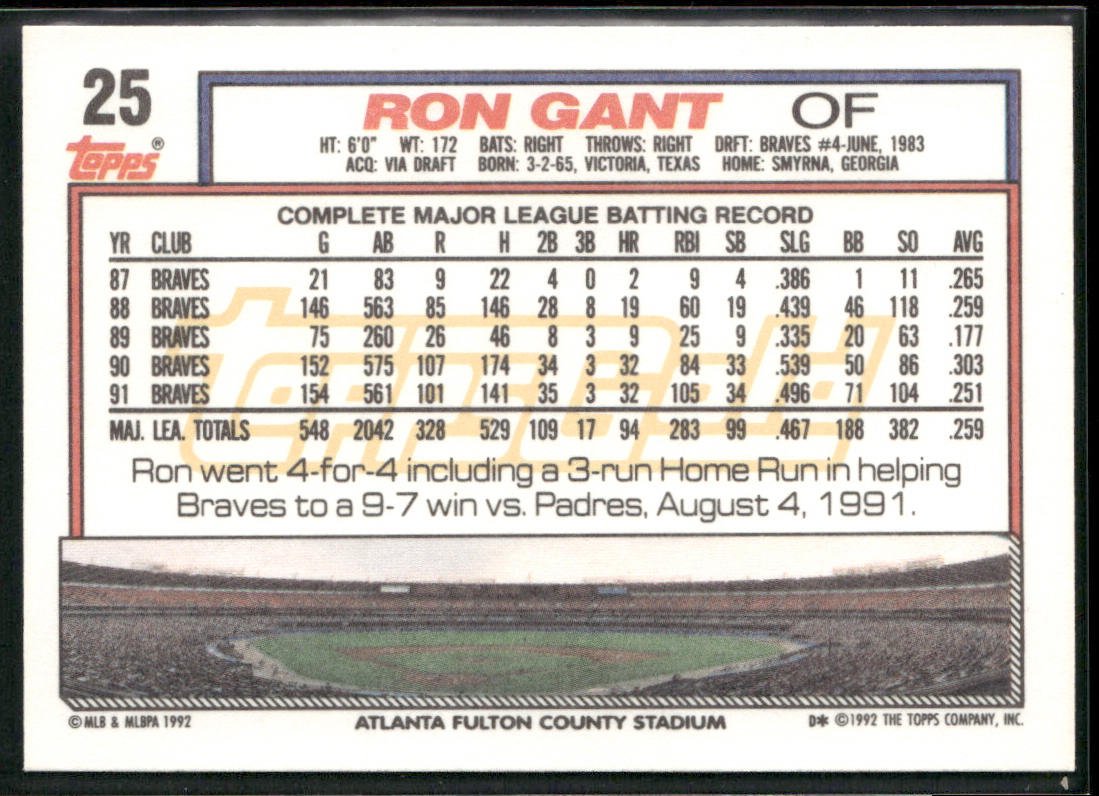 25
Topps®
RON GANT OF
HT: 6'0" WT: 172 BATS: RIGHT THROWS: RIGHT DRFT: BRAVES #4-JUNE, 1983
ACQ: VIA DRAFT BORN: 3-2-65, VICTORIA, TEXAS HOME: SMYRNA, GEORGIA
COMPLETE MAJOR LEAGUE BATTING RECORD
YR CLUB G AB R H 2B 3B HR RBI SB SLG BB SO AVG
87 BRAVES 21 83 9 22 4 0 2 9 4 .386 1 11 .265
88 BRAVES 146 563 85 146 28 8 19 60 19 .439 46 118 .259
89 BRAVES 75 260 26 46 8 3 9 25 9 .335 20 63 .177
90 BRAVES 152 575 107 174 34 3 32 84 33 .539 50 86 .303
91 BRAVES 154 561 101 141 35 3 32 105 34 .496 71 104 .251
MAJ. LEA. TOTALS 548 2042 328 529 109 17 94 283 99 .467 188 382 .259
ToppsGold
Ron went 4-for-4 including a 3-run Home Run in helping
Braves to a 9-7 win vs. Padres, August 4, 1991.
© MLB & MLBPA 1992 ATLANTA FULTON COUNTY STADIUM D* ©1992 THE TOPPS COMPANY, INC.